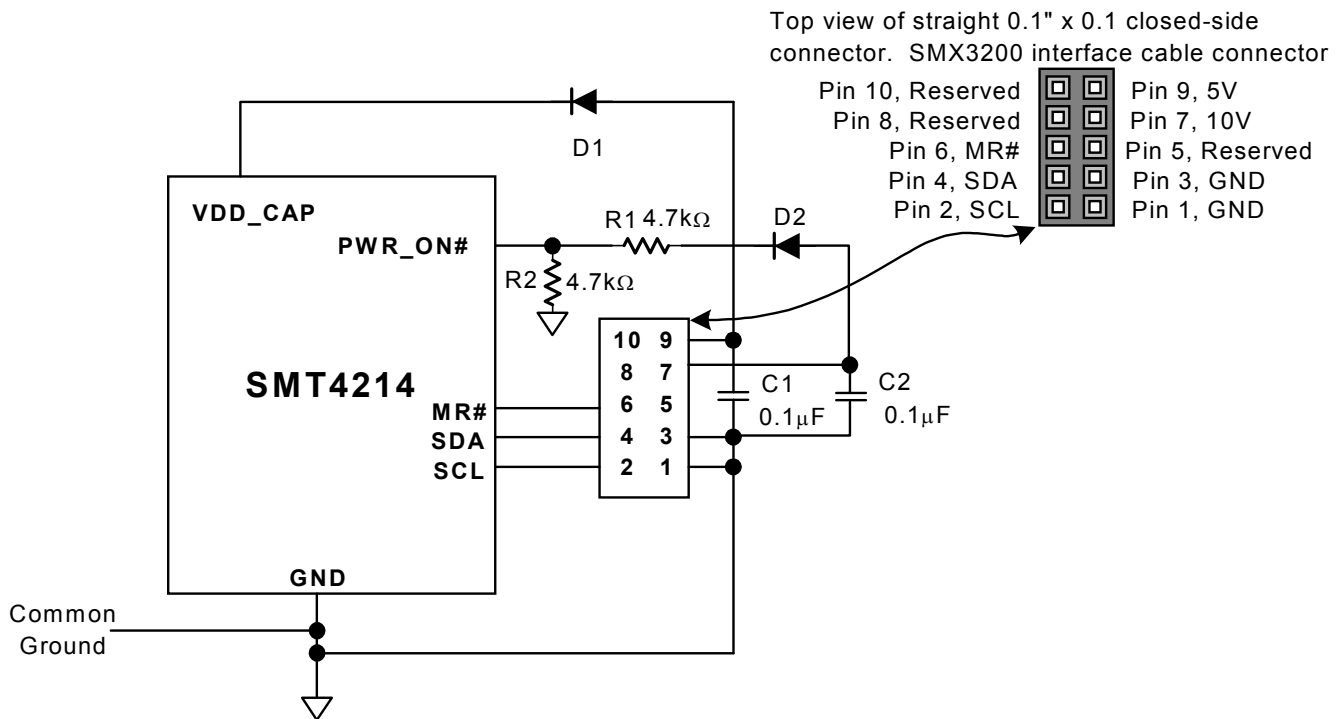 Top view of straight 0.1" x 0.1 closed-side
connector. SMX3200 interface cable connector
Pin 10, Reserved
Pin 9, 5V
Pin 8, Reserved
Pin 7, 10V
Pin 6, MR#
Pin 5, Reserved
Pin 4, SDA
Pin 3, GND
Pin 2, SCL
Pin 1, GND
D1
VDD_CAP
R1 4.7kΩ
D2
PWR_ON#
R2 4.7kΩ
10 9
8 7
6 5
4 3
2 1
SMT4214
C1
0.1μF
C2
0.1μF
MR#
SDA
SCL
GND
Common
Ground